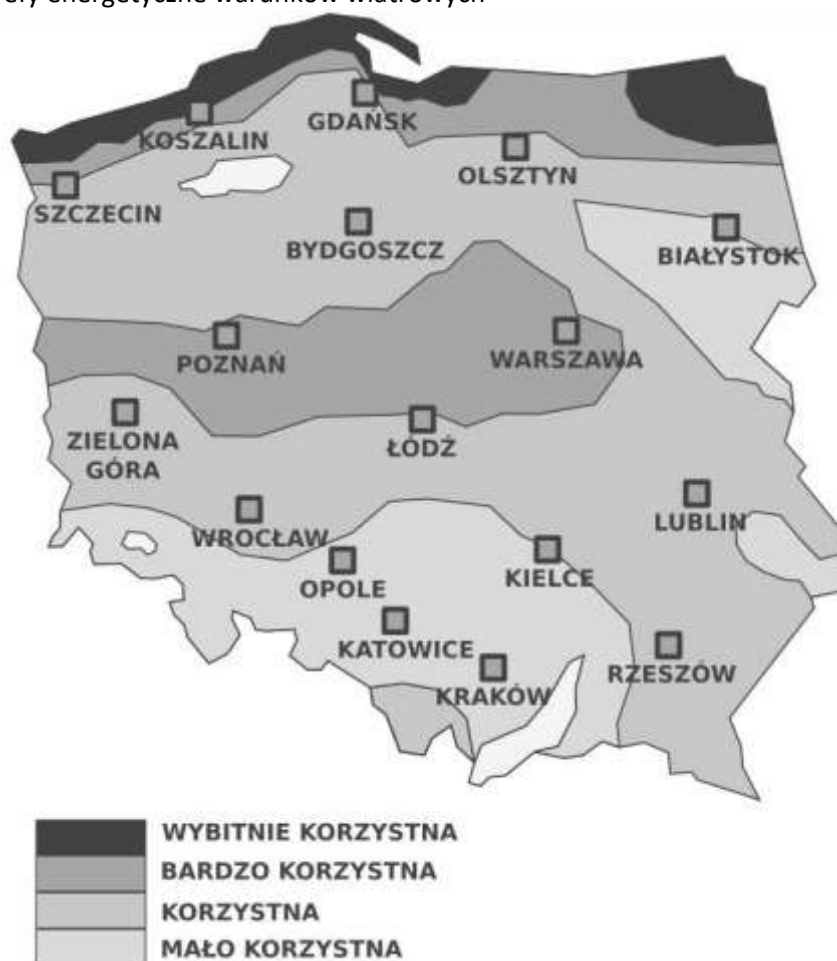 energetyczne warunków wiatrowych
GDAŃSK
KOSZALIN
OLSZTYN
SZCZECIN
BYDGOSZCZ
BIAŁYSTOK
POZNAŃ
WARSZAWA
ZIELONA
GÓRA
ŁÓDŹ
WROCŁAW
LUBLIN
OPOLE
KIELCE
KATOWICE
KRAKÓW
RZESZÓW
WYBITNIE KORZYSTNA
BARDZO KORZYSTNA
KORZYSTNA
MAŁO KORZYSTNA